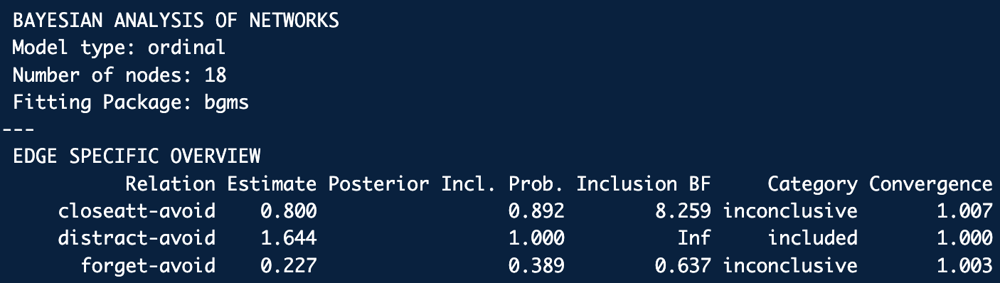 BAYESIAN ANALYSIS OF NETWORKS
Model type: ordinal
Number of nodes: 18
Fitting Package: bgms
---
EDGE SPECIFIC OVERVIEW
Relation Estimate Posterior Incl. Prob. Inclusion BF Category Convergence
closeatt-avoid 0.800 0.892 8.259 inconclusive 1.007
distract-avoid 1.644 1.000 Inf included 1.000
forget-avoid 0.227 0.389 0.637 inconclusive 1.003